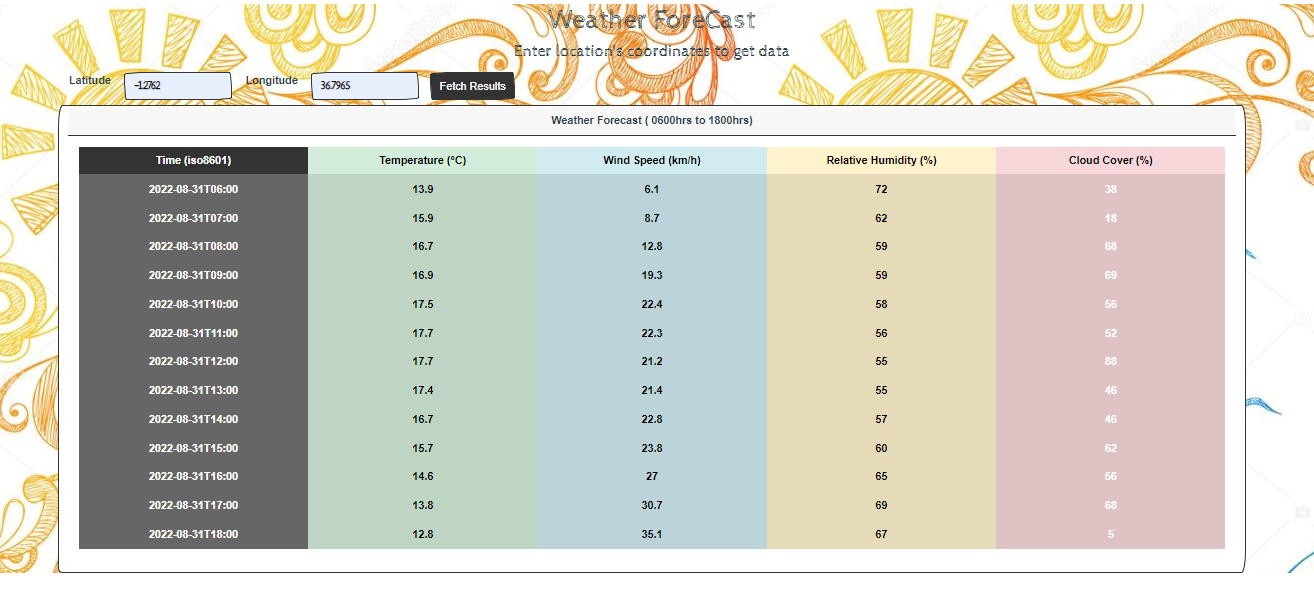 Weather ForeCast
Enter location's coordinates to get data
Latitude -1.2762 Longitude 36.7965 Fetch Results
Weather Forecast ( 0600hrs to 1800hrs)
Time (iso8601) Temperature (°C) Wind Speed (km/h) Relative Humidity (%) Cloud Cover (%)
2022-08-31T06:00 13.9 6.1 72 38
2022-08-31T07:00 15.9 8.7 62 18
2022-08-31T08:00 16.7 12.8 59 68
2022-08-31T09:00 16.9 19.3 59 69
2022-08-31T10:00 17.5 22.4 58 56
2022-08-31T11:00 17.7 22.3 56 52
2022-08-31T12:00 17.7 21.2 55 88
2022-08-31T13:00 17.4 21.4 55 46
2022-08-31T14:00 16.7 22.8 57 46
2022-08-31T15:00 15.7 23.8 60 62
2022-08-31T16:00 14.6 27 65 56
2022-08-31T17:00 13.8 30.7 69 68
2022-08-31T18:00 12.8 35.1 67 5